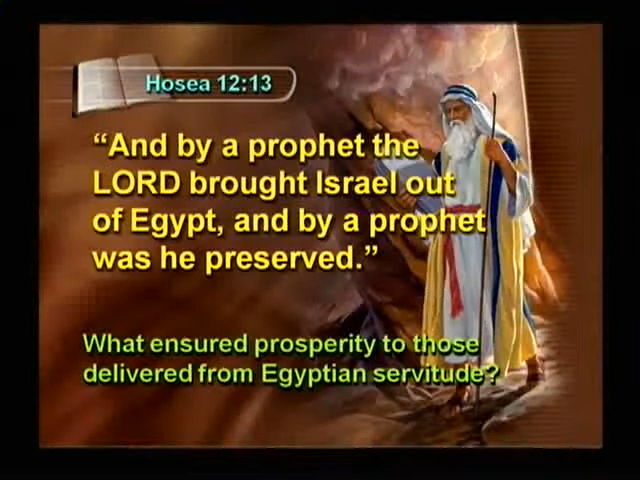 Hosea 12:13
“And by a prophet the
LORD brought Israel out
of Egypt, and by a prophet
was he preserved.”
What ensured prosperity to those
delivered from Egyptian servitude?